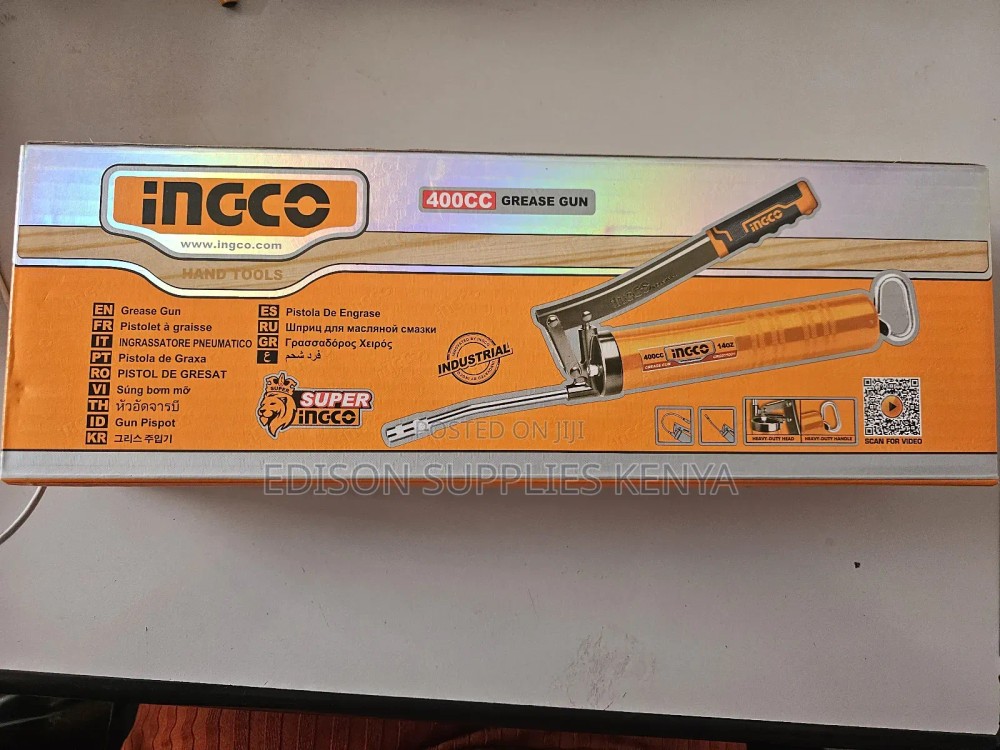 INGCO
www.ingco.com
HAND TOOLS
400CC GREASE GUN
EN Grease Gun
FR Pistolet à graisse
IT INGRASSATORE PNEUMATICO
PT Pistola de Graxa
RO PISTOL DE GRESAT
VI Súng bơm mỡ
TH หัวอัดจารบี
ID Gun Pispot
KR 그리스 주입기
ES Pistola De Engrase
RU Шприц для масляной смазки
GR Γρασσαδόρος Χειρός
ع فرد شحم
SUPER
SUPER
INGCO
INDUSTRIAL
INGCO
400CC INGCO 14oz
GREASE GUN
HEAVY-DUTY HEAD
HEAVY-DUTY HANDLE
SCAN FOR VIDEO
POSTED ON JIJI
EDISON SUPPLIES KENYA